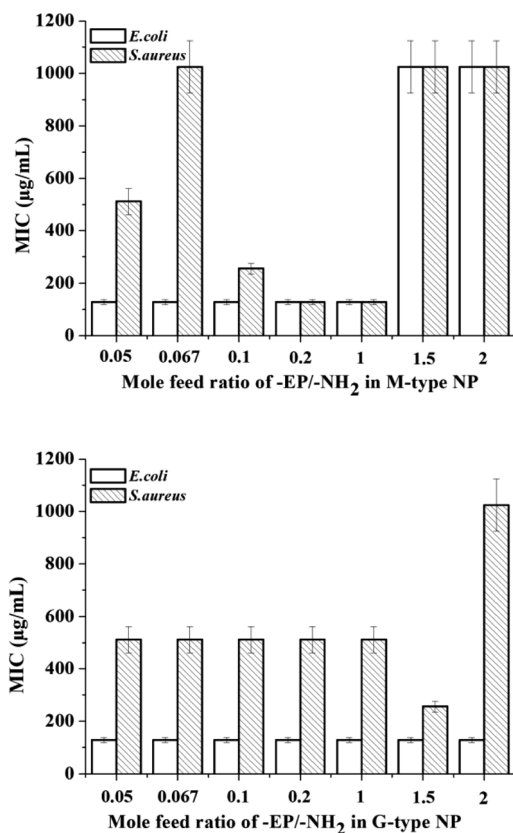 1200
1000
800
600
400
200
0
MIC (µg/mL)
E.coli
S.aureus
0.05 0.067 0.1 0.2 1 1.5 2
Mole feed ratio of -EP/-NH2 in M-type NP
1200
1000
800
600
400
200
0
MIC (µg/mL)
E.coli
S.aureus
0.05 0.067 0.1 0.2 1 1.5 2
Mole feed ratio of -EP/-NH2 in G-type NP